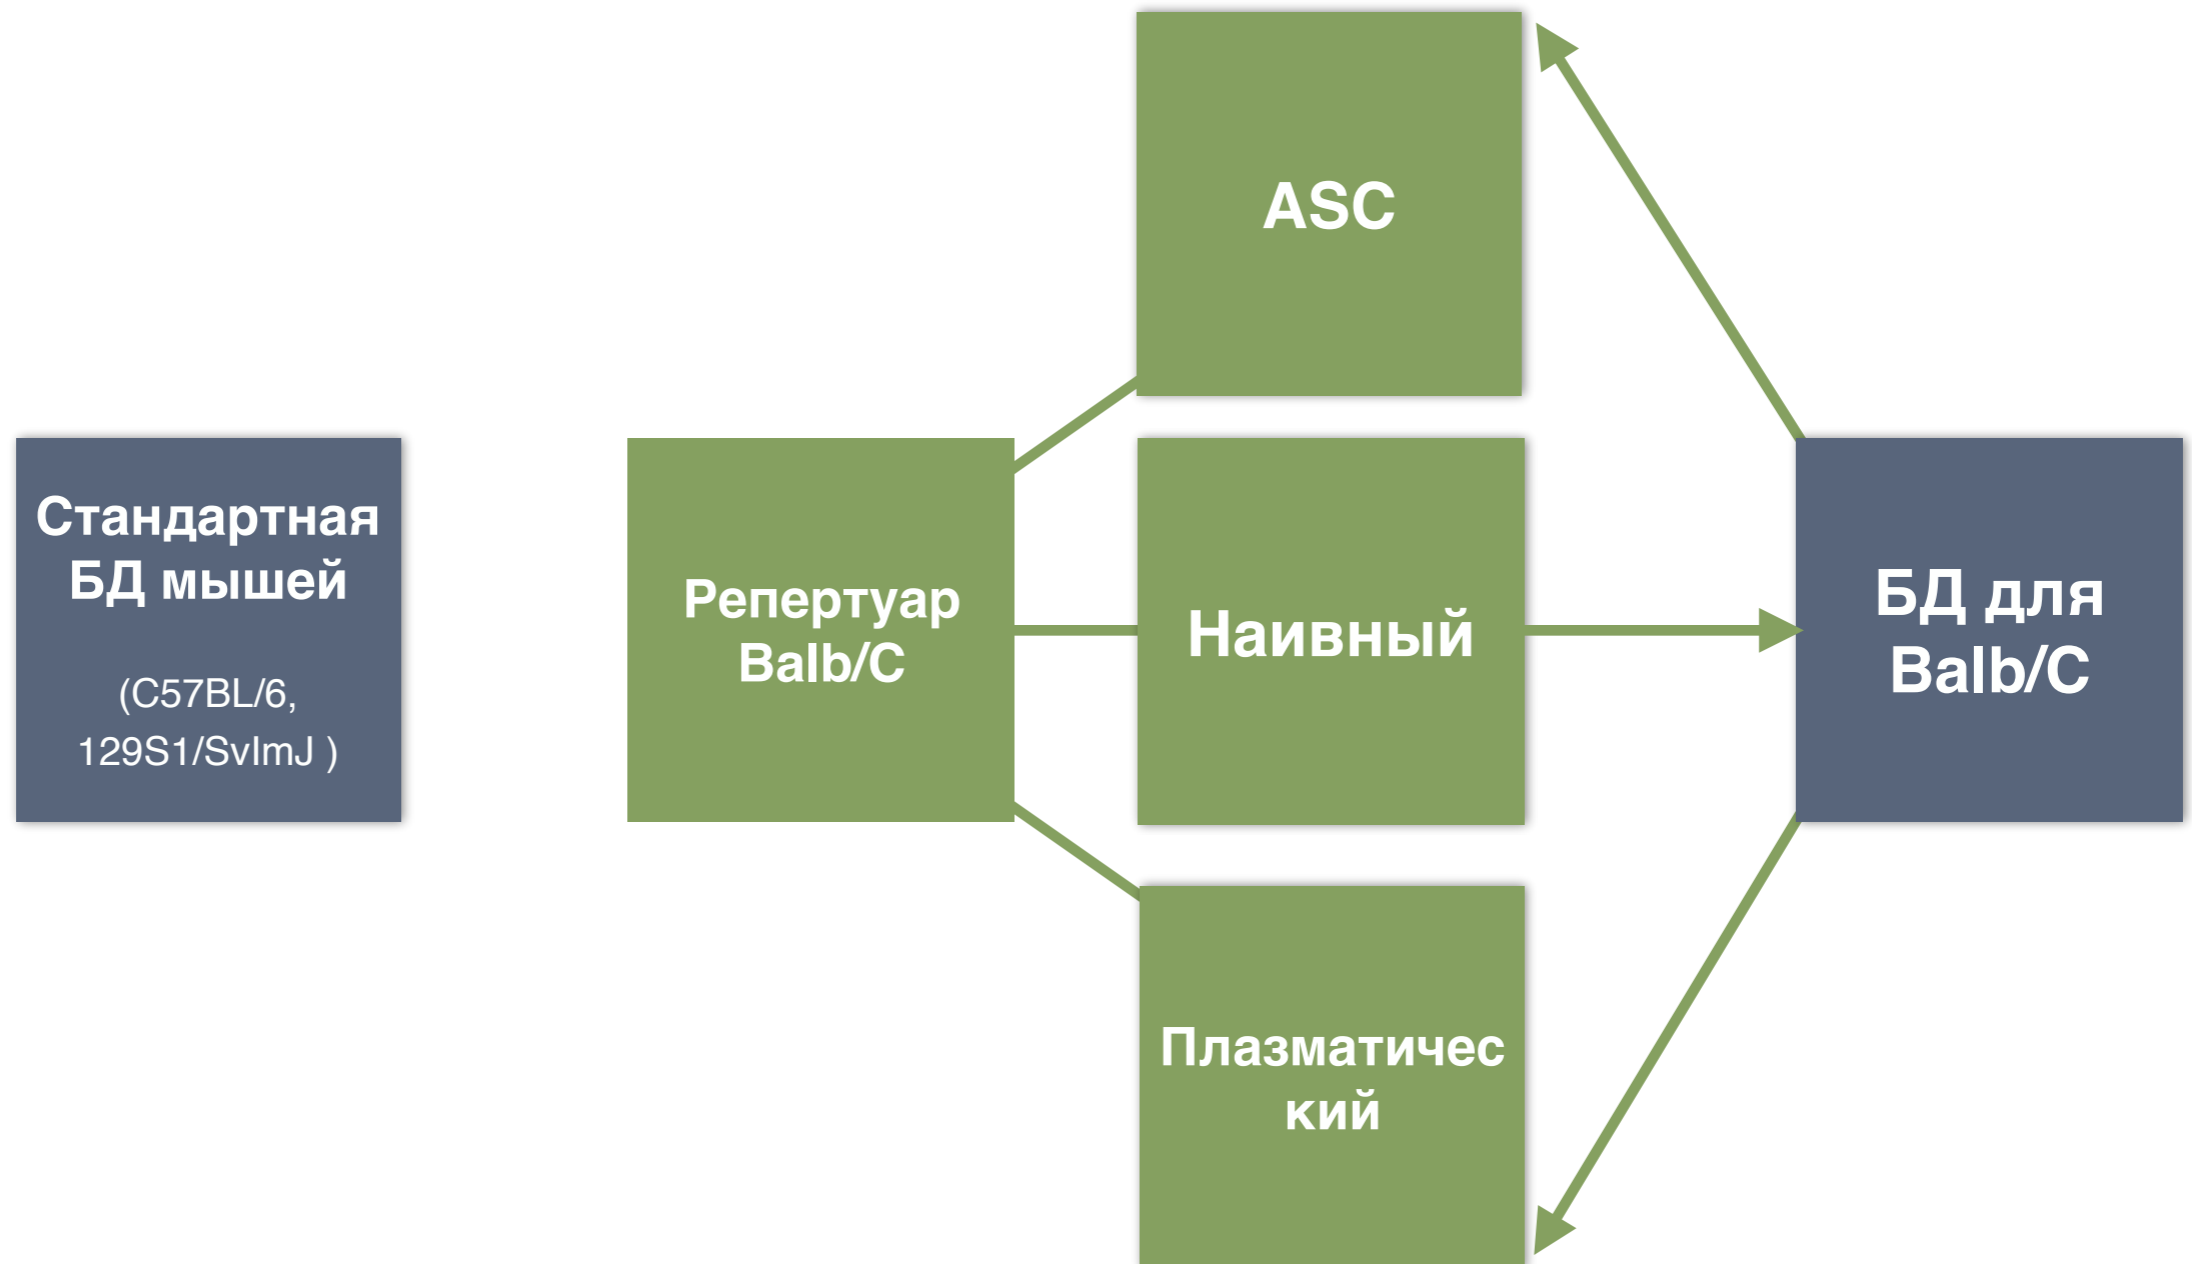 Стандартная
БД мышей
(C57BL/6,
129S1/SvImJ )
Репертуар
Balb/C
ASC
Наивный
Плазматичес
кий
БД для
Balb/C